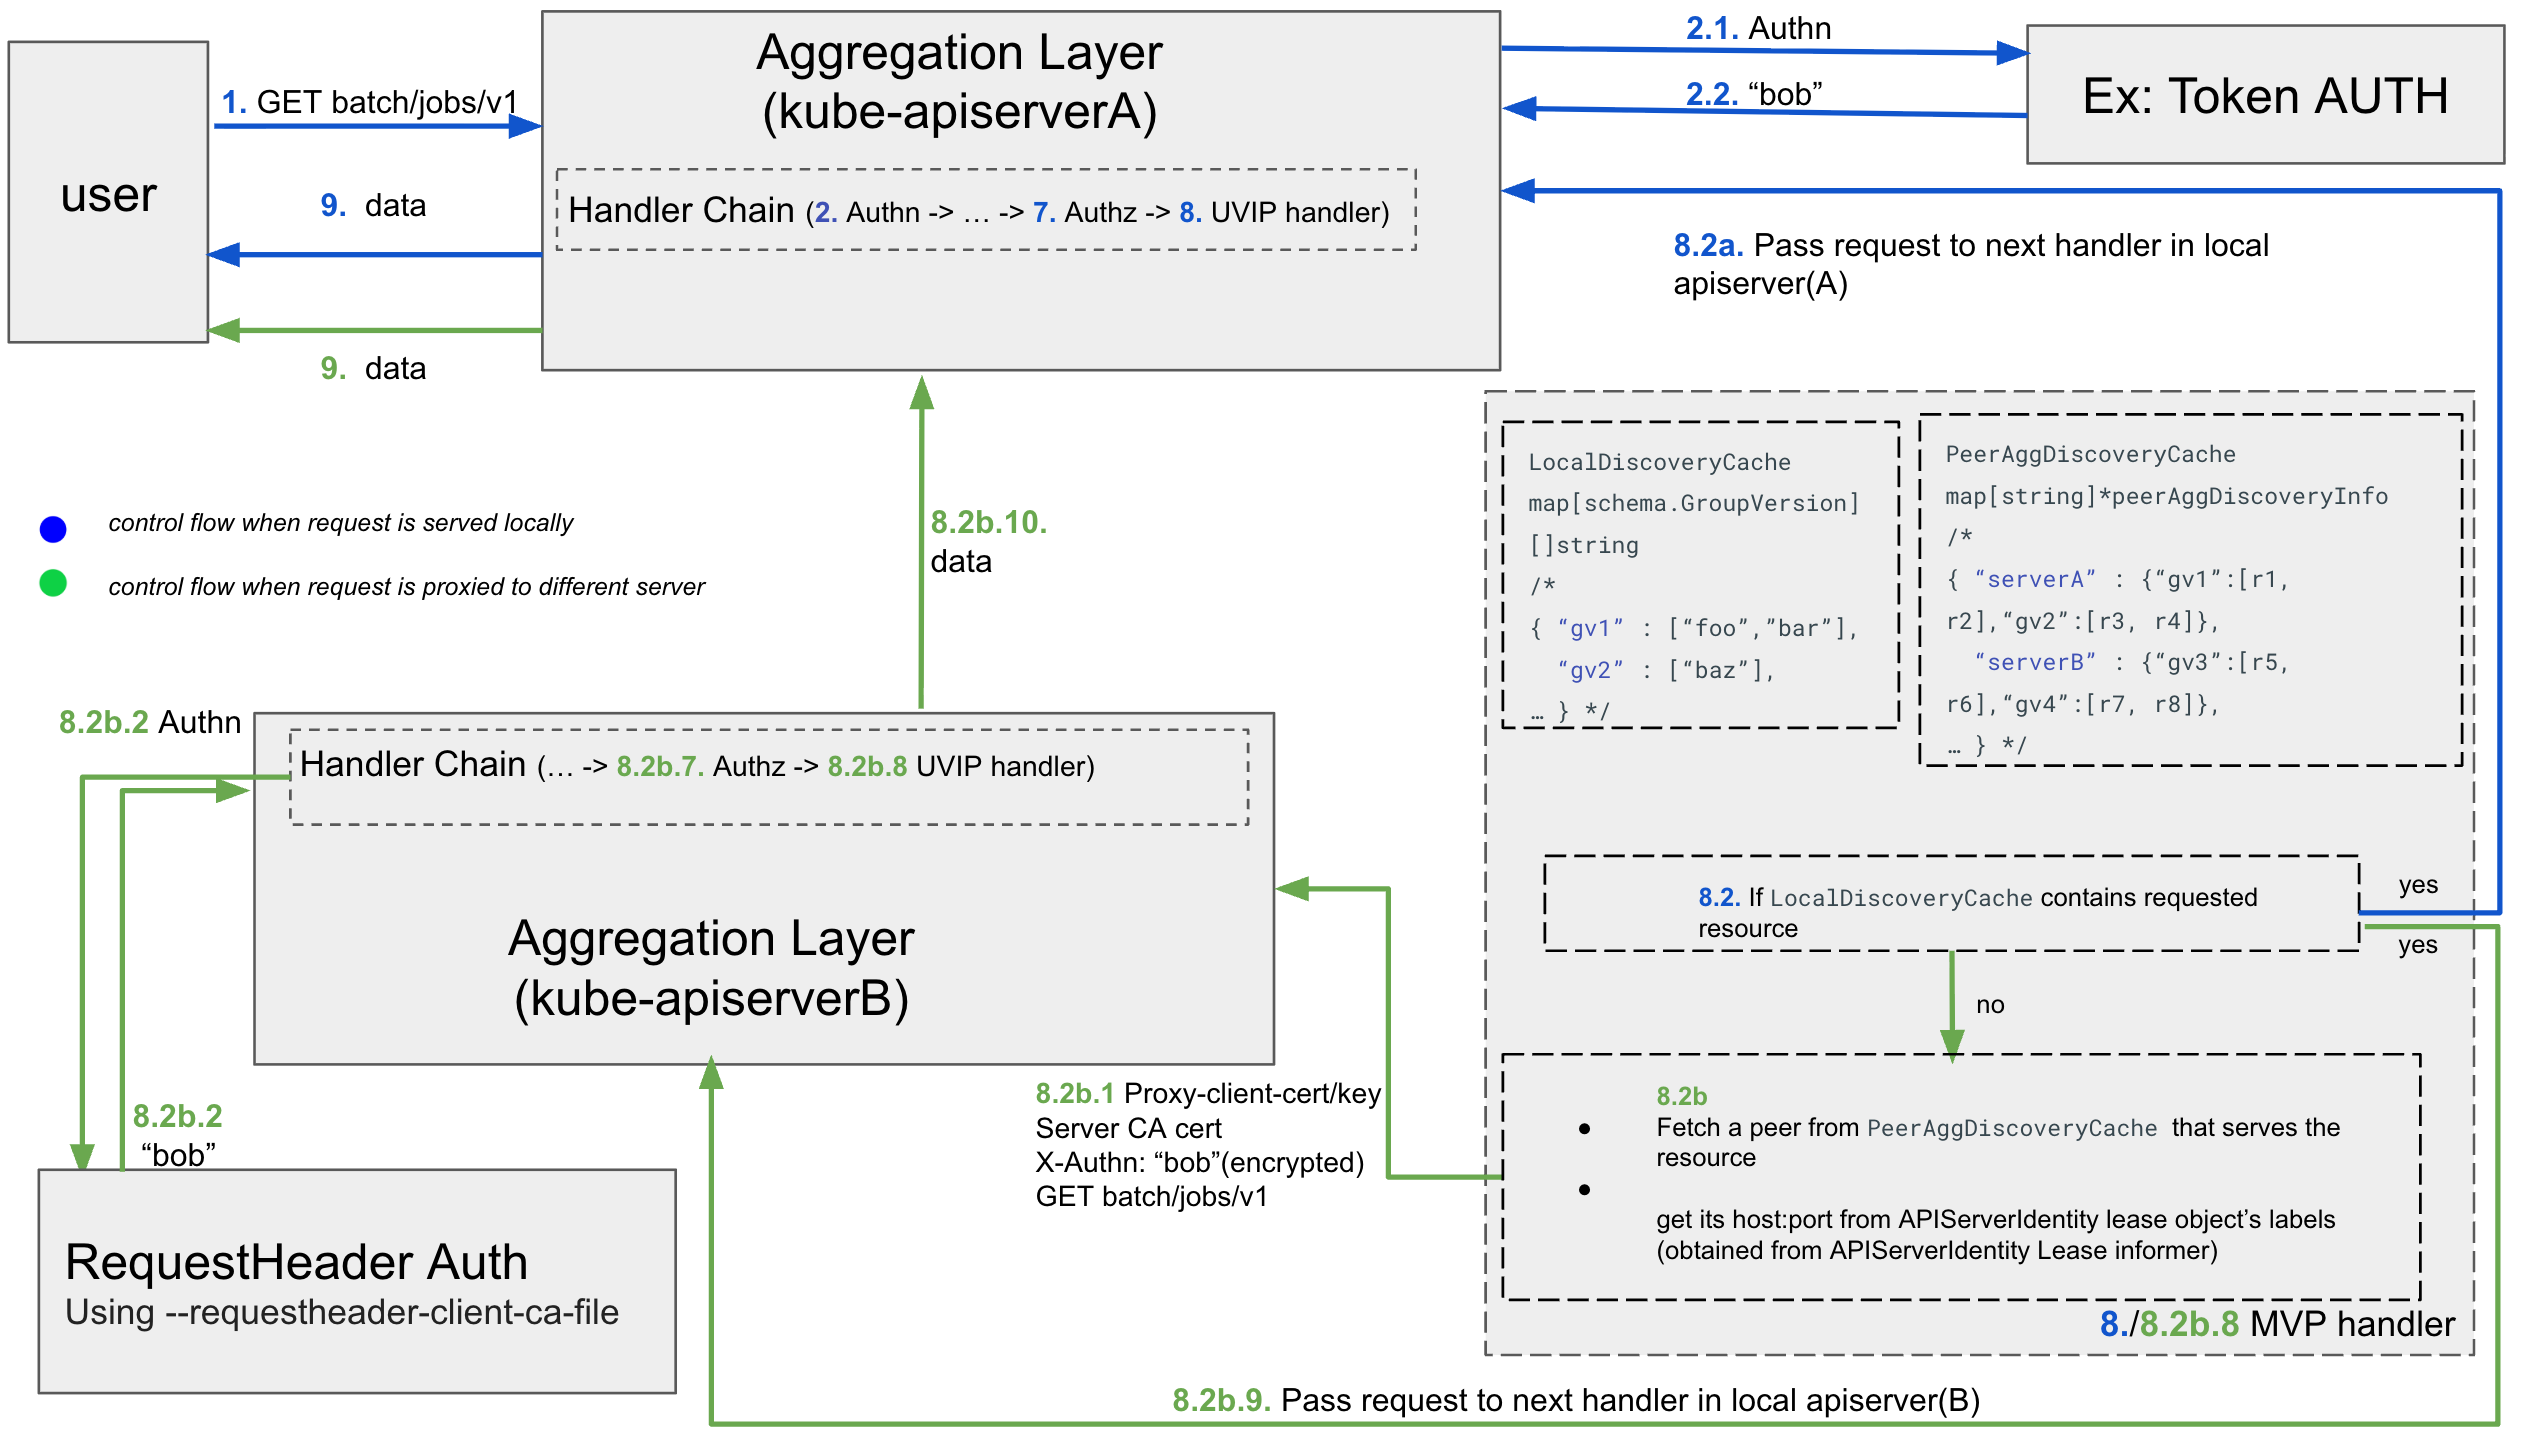 user
1. GET batch/jobs/v1
9. data
9. data
Aggregation Layer
(kube-apiserverA)
Handler Chain (2. Authn -> … -> 7. Authz -> 8. UVIP handler)
2.1. Authn
2.2. “bob”
Ex: Token AUTH
8.2a. Pass request to next handler in local
apiserver(A)
control flow when request is served locally
control flow when request is proxied to different server
8.2b.10.
data
LocalDiscoveryCache
map[schema.GroupVersion]
[]string
/*
{ “gv1” : [“foo”,”bar”],
“gv2” : [“baz”],
… } */
PeerAggDiscoveryCache
map[string]*peerAggDiscoveryInfo
/*
{ “serverA” : {“gv1”:[r1,
r2],“gv2”:[r3, r4]},
“serverB” : {“gv3”:[r5,
r6],“gv4”:[r7, r8]},
… } */
8.2. If LocalDiscoveryCache contains requested
resource
yes
yes
no
8.2b
• Fetch a peer from PeerAggDiscoveryCache that serves the
resource
•
get its host:port from APIServerIdentity lease object’s labels
(obtained from APIServerIdentity Lease informer)
8./8.2b.8 MVP handler
8.2b.2 Authn
Handler Chain (… -> 8.2b.7. Authz -> 8.2b.8 UVIP handler)
Aggregation Layer
(kube-apiserverB)
8.2b.1 Proxy-client-cert/key
Server CA cert
X-Authn: “bob”(encrypted)
GET batch/jobs/v1
8.2b.2
“bob”
RequestHeader Auth
Using --requestheader-client-ca-file
8.2b.9. Pass request to next handler in local apiserver(B)